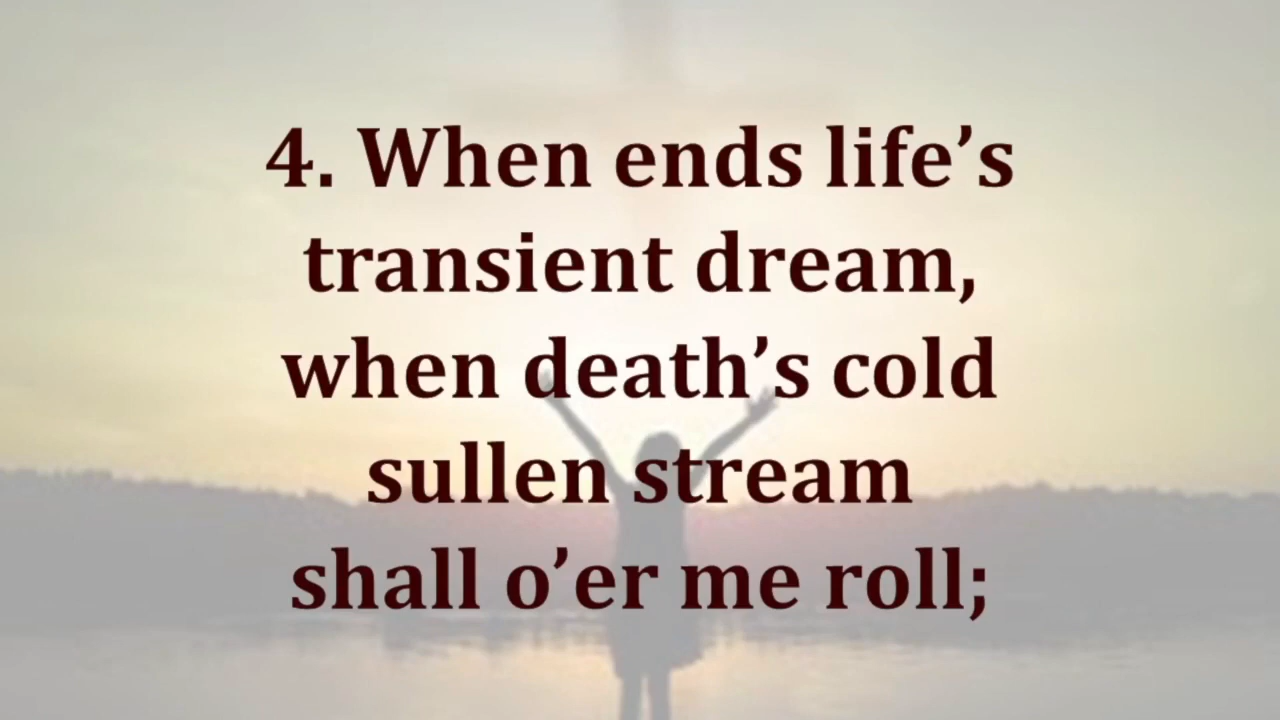 4. When ends life’s
transient dream,
when death’s cold
sullen stream
shall o’er me roll;